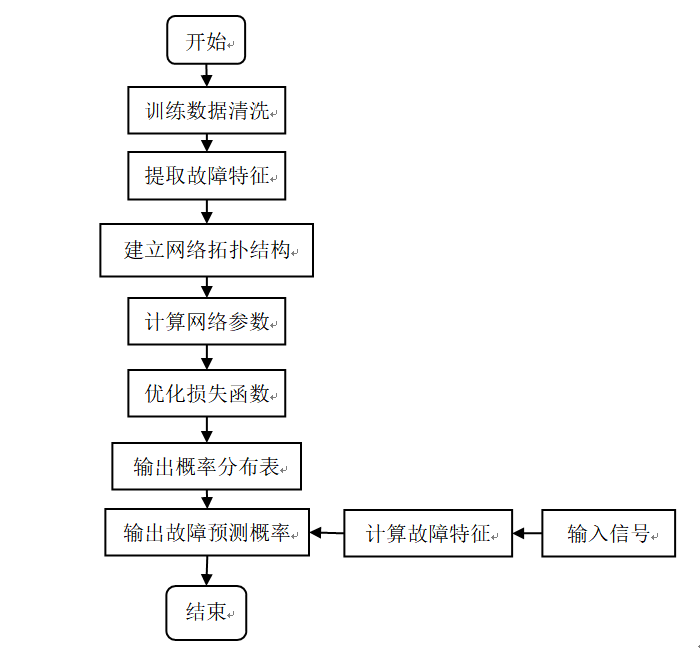 开始
训练数据清洗
提取故障特征
建立网络拓扑结构
计算网络参数
优化损失函数
输出概率分布表
输出故障预测概率
计算故障特征
输入信号
结束